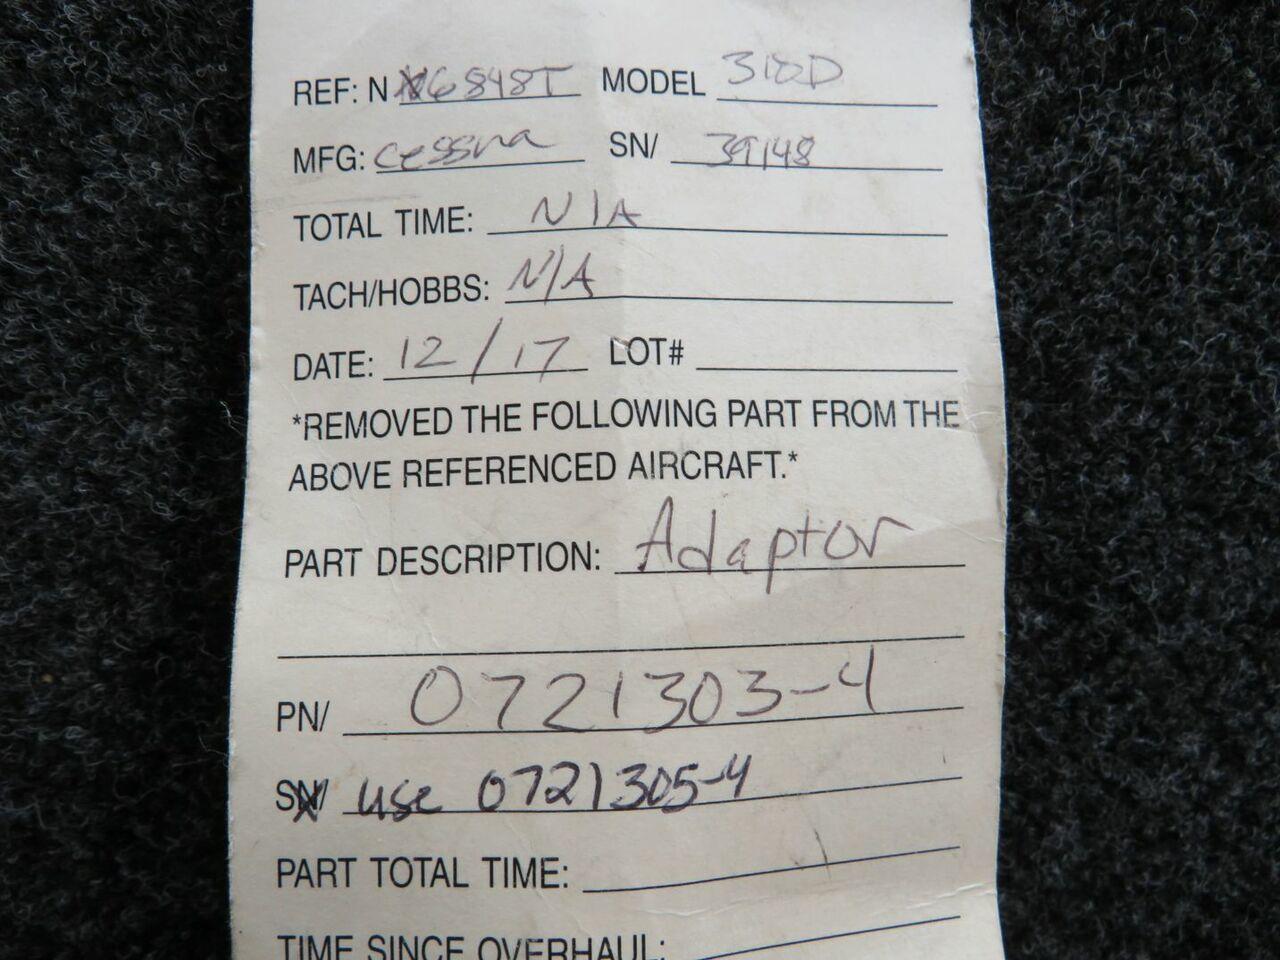 REF: N 6848T MODEL 310D
MFG: Cessna SN/ 39148
TOTAL TIME: N/A
TACH/HOBBS: N/A
DATE: 12/17 LOT#
*REMOVED THE FOLLOWING PART FROM THE
ABOVE REFERENCED AIRCRAFT.*
PART DESCRIPTION: Adaptor
PN/ 0721303-4
SN/ use 0721305-4
PART TOTAL TIME:
TIME SINCE OVERHAUL: